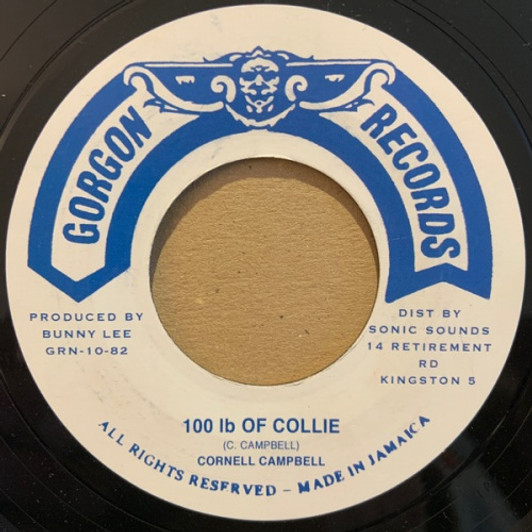 GORGON RECORDS
PRODUCED BY
BUNNY LEE
GRN-10-82
DIST BY
SONIC SOUNDS
14 RETIREMENT
RD
KINGSTON 5
100 lb OF COLLIE
(C. CAMPBELL)
CORNELL CAMPBELL
ALL RIGHTS RESERVED - MADE IN JAMAICA